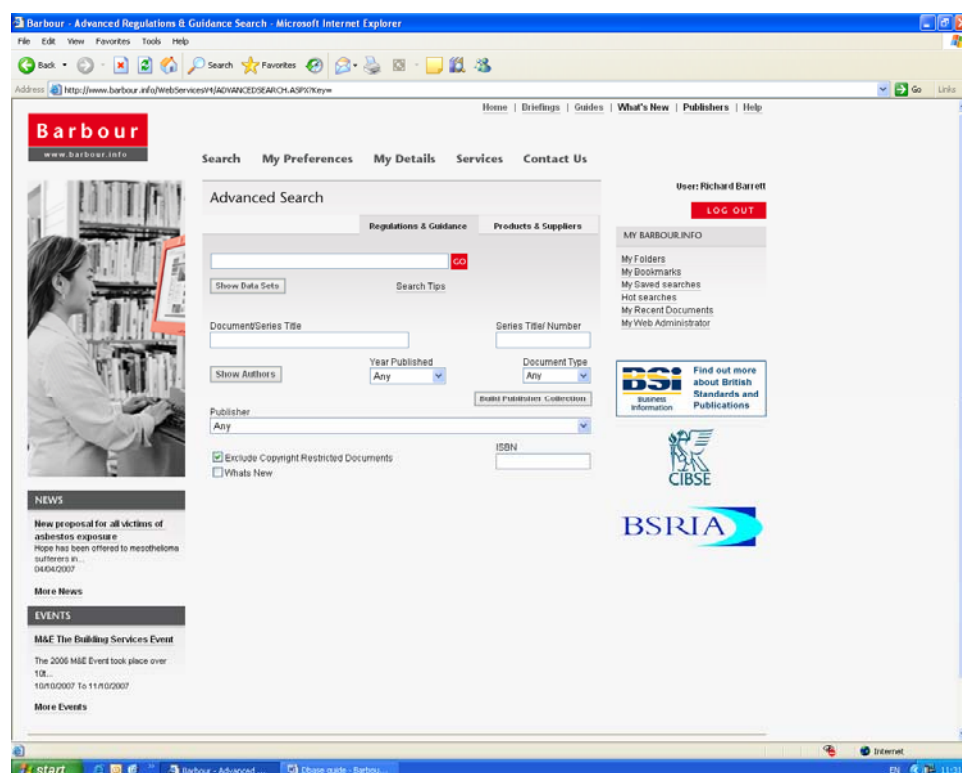 Barbour - Advanced Regulations & Guidance Search - Microsoft Internet Explorer
File Edit View Favorites Tools Help
Back Search Favorites
Address http://www.barbour.info/WebServicesV4/ADVANCEDSEARCH.ASPX?Key= Go Links
Home | Briefings | Guides | What's New | Publishers | Help
Barbour
www.barbour.info
Search My Preferences My Details Services Contact Us
User: Richard Barrett
LOG OUT
Advanced Search
Regulations & Guidance Products & Suppliers
GO
Show Data Sets Search Tips
Document/Series Title Series Title/ Number
Year Published Document Type
Show Authors Any Any
Build Publisher Collection
Publisher
Any
ISBN
Exclude Copyright Restricted Documents
Whats New
MY BARBOUR.INFO
My Folders
My Bookmarks
My Saved searches
Hot searches
My Recent Documents
My Web Administrator
BSi
Business
Information
Find out more
about British
Standards and
Publications
CIBSE
BSRIA
NEWS
New proposal for all victims of
asbestos exposure
Hope has been offered to mesothelioma
sufferers in...
04/04/2007
More News
EVENTS
M&E The Building Services Event
The 2006 M&E Event took place over
10t...
10/10/2007 To 11/10/2007
More Events
Internet
start Barbour - Advanced ... Dbase guide - Barbou... EN 11:31